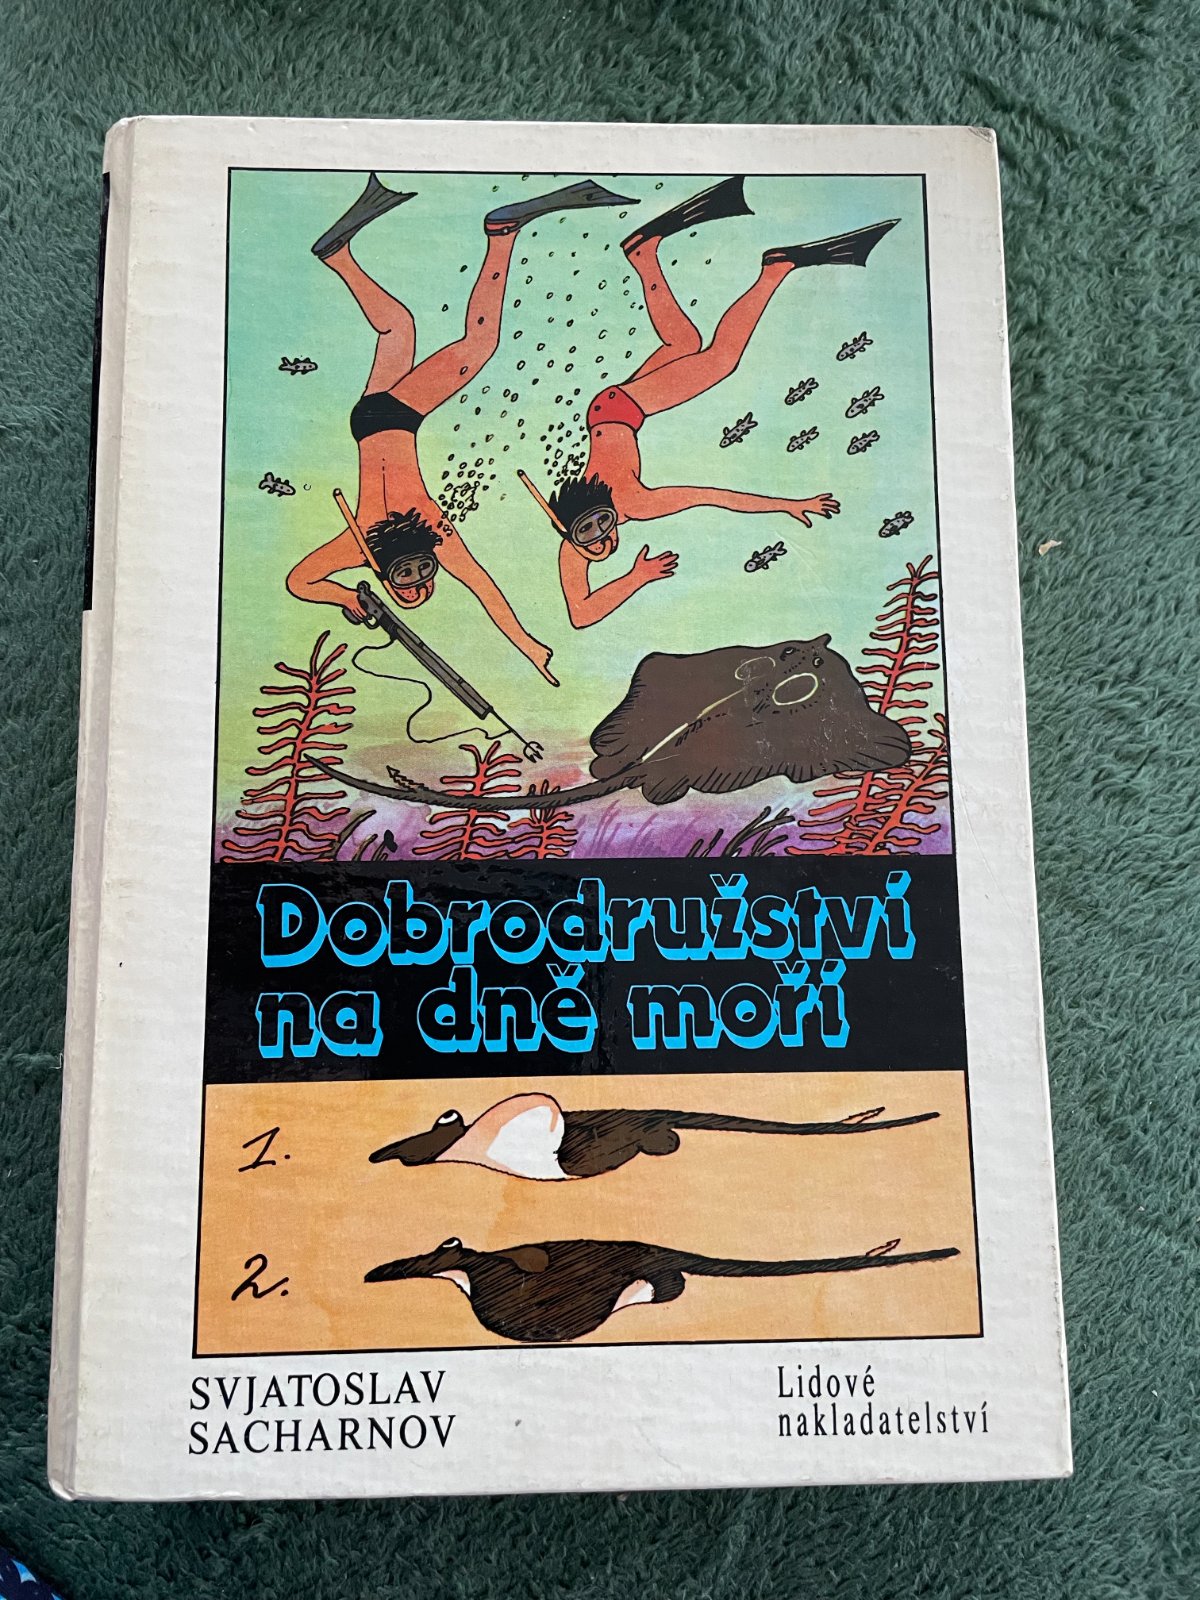 Dobrodružství
na dně moří
1.
2.
SVJATOSLAV
SACHARNOV
Lidové
nakladatelství